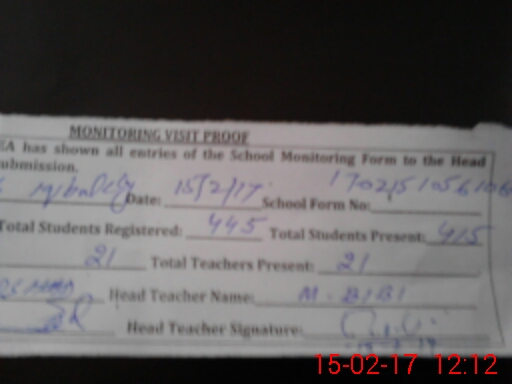 MONITORING VISIT PROOF
EA has shown all entries of the School Monitoring Form to the Head
ubmission.
Date: 15/2/17 School Form No:
Total Students Registered: 445 Total Students Present: 415
21 Total Teachers Present: 21
Head Teacher Name: M. BIBI
Head Teacher Signature:
15-02-17 12:12